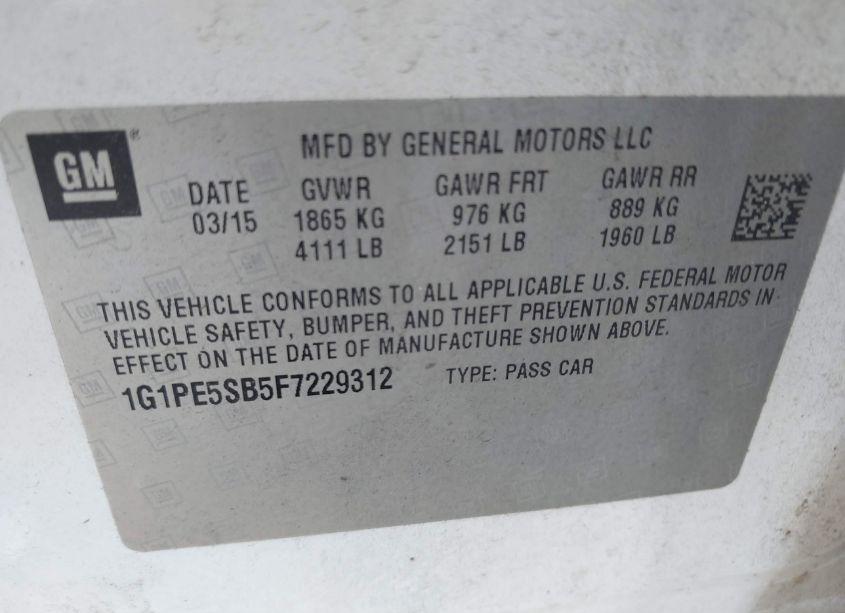 GM
MFD BY GENERAL MOTORS LLC
DATE GVWR GAWR FRT GAWR RR
03/15 1865 KG 976 KG 889 KG
4111 LB 2151 LB 1960 LB
THIS VEHICLE CONFORMS TO ALL APPLICABLE U.S. FEDERAL MOTOR
VEHICLE SAFETY, BUMPER, AND THEFT PREVENTION STANDARDS IN
EFFECT ON THE DATE OF MANUFACTURE SHOWN ABOVE.
1G1PE5SB5F7229312 TYPE: PASS CAR